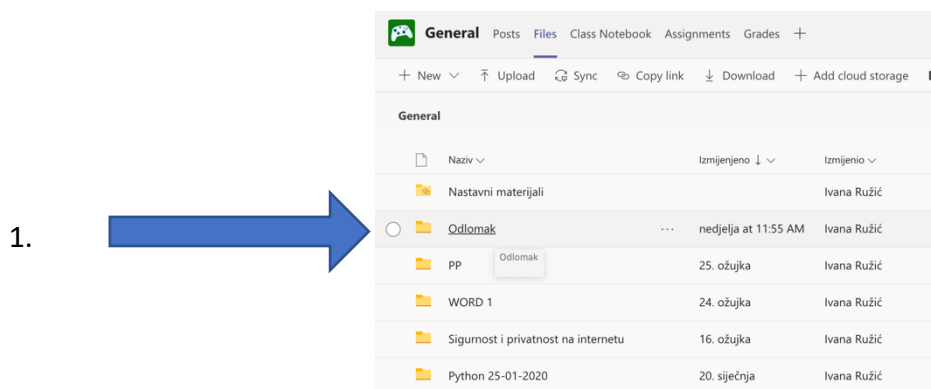 General Posts Files Class Notebook Assignments Grades +
+ New Upload Sync Copy link Download + Add cloud storage
General
Naziv Izmijenjeno ↓ Izmijenio
Nastavni materijali Ivana Ružić
1.
Odlomak ... nedjelja at 11:55 AM Ivana Ružić
Odlomak
PP 25. ožujka Ivana Ružić
WORD 1 24. ožujka Ivana Ružić
Sigurnost i privatnost na internetu 16. ožujka Ivana Ružić
Python 25-01-2020 20. siječnja Ivana Ružić